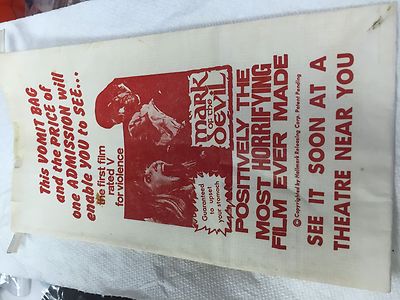 This VOMIT BAG
and the PRICE of
one ADMISSION will
enable YOU to SEE...
the first film
rated V
for violence
mark
of the
devil
Guaranteed
to upset
your stomach
POSITIVELY THE
MOST HORRIFYING
FILM EVER MADE
© Copyrighted by Hallmark Releasing Corp. Patent Pending
SEE IT SOON AT A
THEATRE NEAR YOU